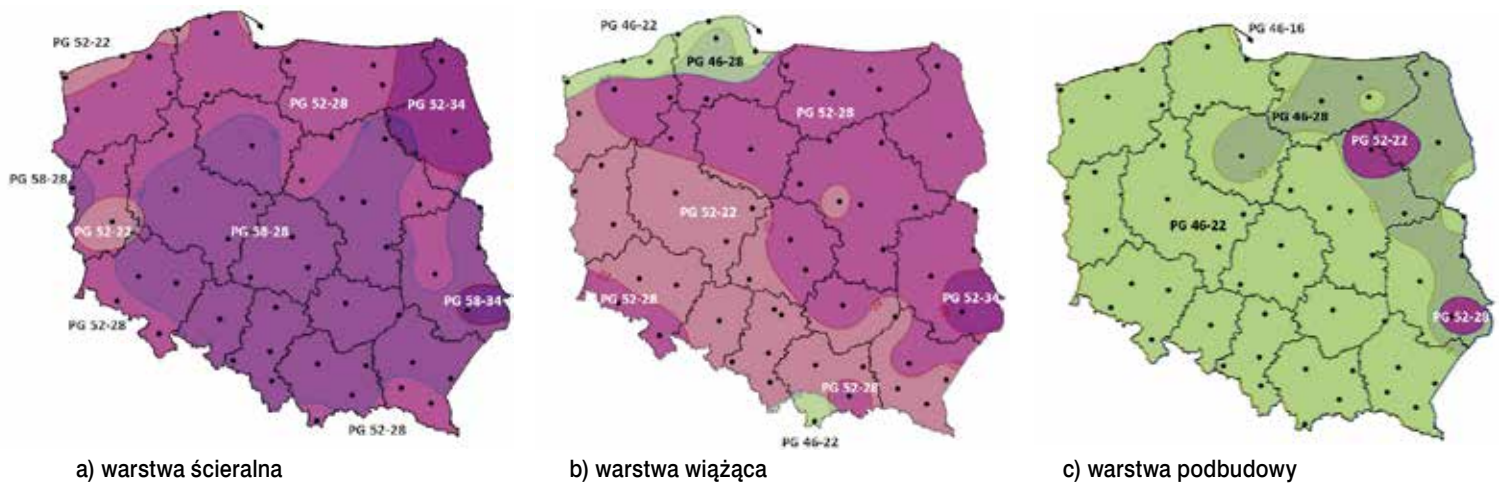 PG 52-22
PG 52-28
PG 52-34
PG 58-28
PG 52-22
PG 58-28
PG 58-34
PG 52-28
PG 52-28
a) warstwa ścieralna
PG 46-22
PG 46-28
PG 52-28
PG 52-22
PG 52-28
PG 52-34
PG 52-28
PG 46-22
b) warstwa wiążąca
PG 46-16
PG 46-28
PG 52-22
PG 46-22
PG 52-28
c) warstwa podbudowy